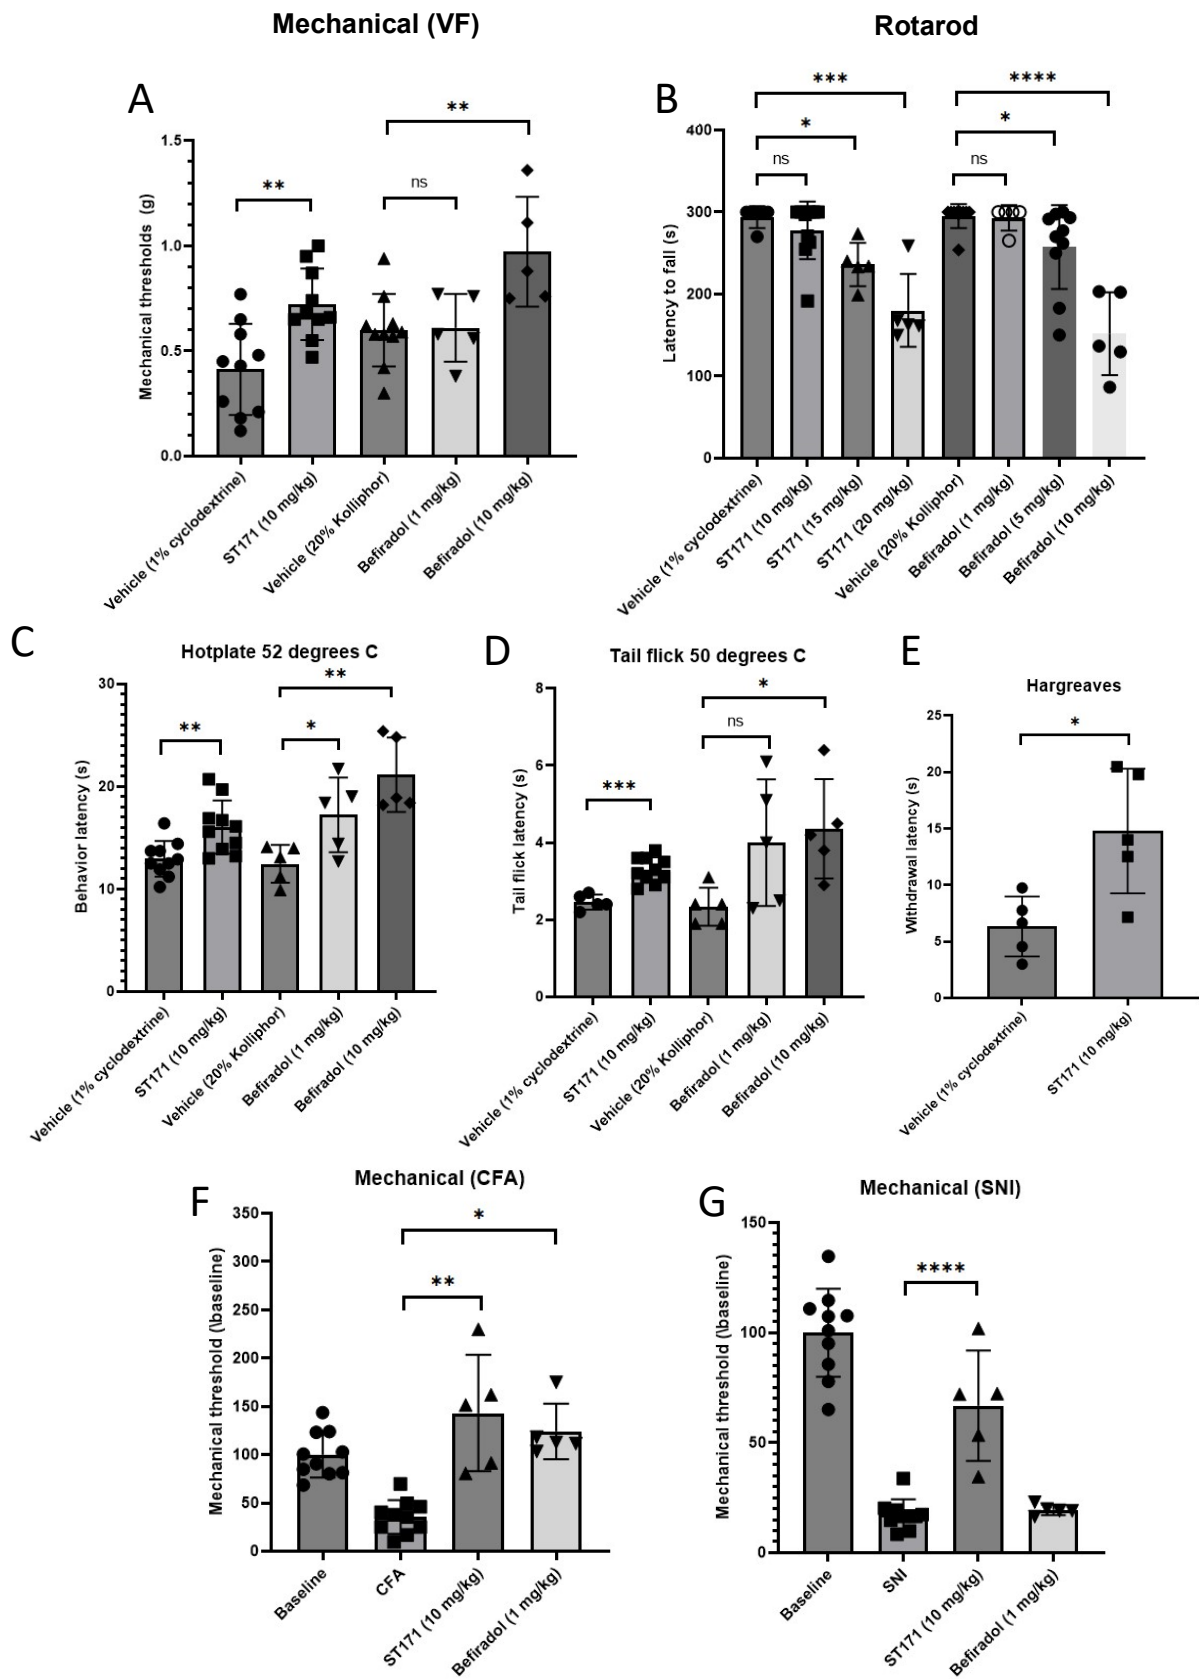 Mechanical (VF)
Rotarod
A
**
**
ns
1.5
1.0
0.5
0.0
Mechanical thresholds (g)
Vehicle (1% cyclodextrine)
ST171 (10 mg/kg)
Vehicle (20% Kolliphor)
Befiradol (1 mg/kg)
Befiradol (10 mg/kg)
B
***
****
*
*
ns
ns
400
300
200
100
0
Latency to fall (s)
Vehicle (1% cyclodextrine)
ST171 (10 mg/kg)
ST171 (15 mg/kg)
ST171 (20 mg/kg)
Vehicle (20% Kolliphor)
Befiradol (1 mg/kg)
Befiradol (5 mg/kg)
Befiradol (10 mg/kg)
C
Hotplate 52 degrees C
**
**
*
30
20
10
0
Behavior latency (s)
Vehicle (1% cyclodextrine)
ST171 (10 mg/kg)
Vehicle (20% Kolliphor)
Befiradol (1 mg/kg)
Befiradol (10 mg/kg)
D
Tail flick 50 degrees C
*
ns
***
8
6
4
2
0
Tail flick latency (s)
Vehicle (1% cyclodextrine)
ST171 (10 mg/kg)
Vehicle (20% Kolliphor)
Befiradol (1 mg/kg)
Befiradol (10 mg/kg)
E
Hargreaves
*
25
20
15
10
5
0
Withdrawal latency (s)
Vehicle (1% cyclodextrine)
ST171 (10 mg/kg)
F
Mechanical (CFA)
*
**
350
300
250
200
150
100
50
0
Mechanical threshold (\baseline)
Baseline
CFA
ST171 (10 mg/kg)
Befiradol (1 mg/kg)
G
Mechanical (SNI)
****
150
100
50
0
Mechanical threshold (\baseline)
Baseline
SNI
ST171 (10 mg/kg)
Befiradol (1 mg/kg)